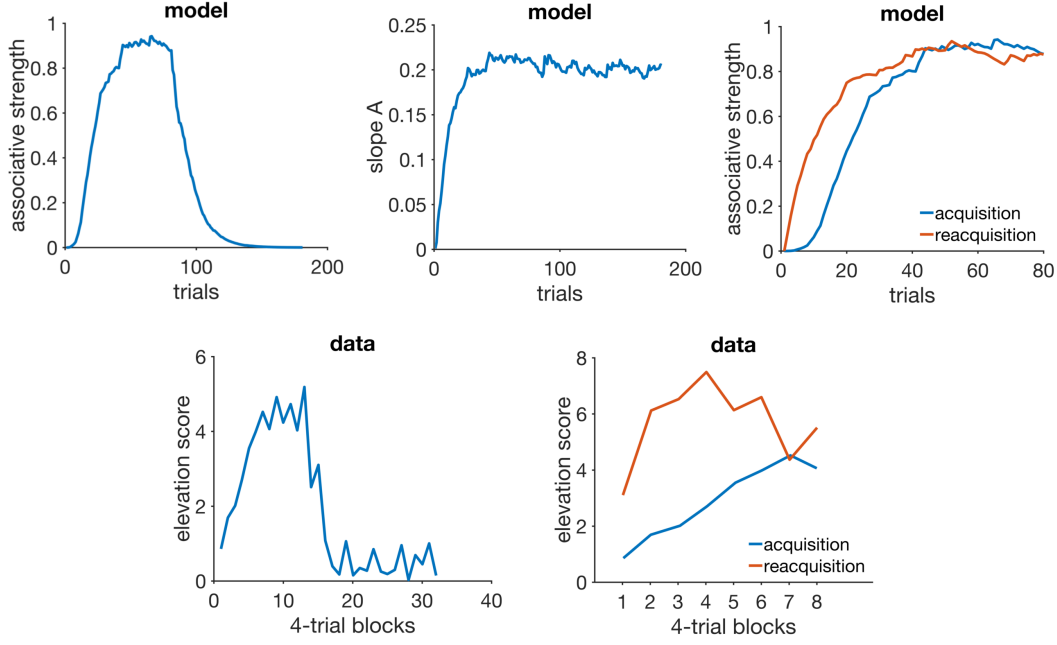 model
associative strength
1
0.8
0.6
0.4
0.2
0
0
100
200
trials
model
slope A
0.25
0.2
0.15
0.1
0.05
0
0
100
200
trials
model
associative strength
1
0.8
0.6
0.4
0.2
0
acquisition
reacquisition
0
20
40
60
80
trials
data
elevation score
6
4
2
0
0
10
20
30
40
4-trial blocks
data
elevation score
8
6
4
2
0
acquisition
reacquisition
1
2
3
4
5
6
7
8
4-trial blocks